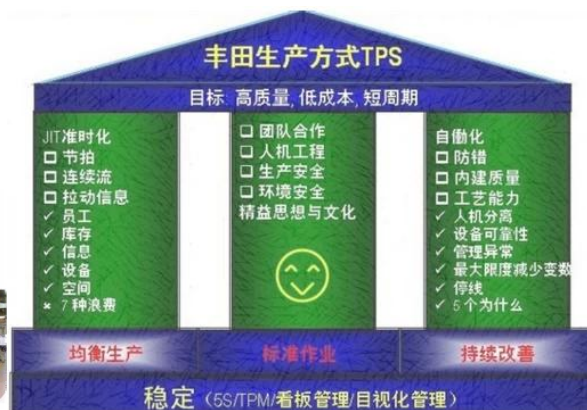 丰田生产方式TPS
目标: 高质量, 低成本, 短周期
JIT准时化
□ 节拍
□ 连续流
□ 拉动信息
✓ 员工
✓ 库存
✓ 信息
✓ 设备
✓ 空间
× 7种浪费
□ 团队合作
□ 人机工程
□ 生产安全
□ 环境安全
精益思想与文化
自働化
□ 防错
□ 内建质量
□ 工艺能力
✓ 人机分离
✓ 设备可靠性
✓ 管理异常
✓ 最大限度减少变数
✓ 停线
✓ 5个为什么
均衡生产
标准作业
持续改善
稳定（5S/TPM/看板管理/目视化管理）